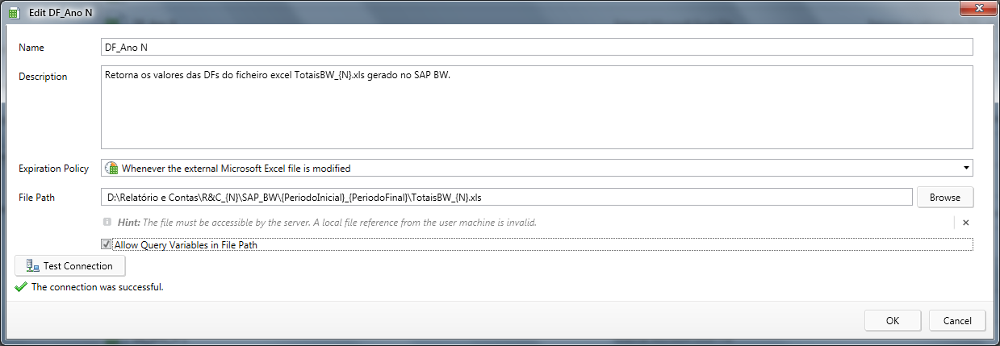 Edit DF_Ano N
Name DF_Ano N
Description Retorna os valores das DFs do ficheiro excel TotaisBW_{N}.xls gerado no SAP BW.
Expiration Policy Whenever the external Microsoft Excel file is modified
File Path D:\Relatório e Contas\R&C_{N}\SAP_BW\{PeriodoInicial}_{PeriodoFinal}\TotaisBW_{N}.xls Browse
Hint: The file must be accessible by the server. A local file reference from the user machine is invalid.
Allow Query Variables in File Path
Test Connection
The connection was successful.
OK Cancel